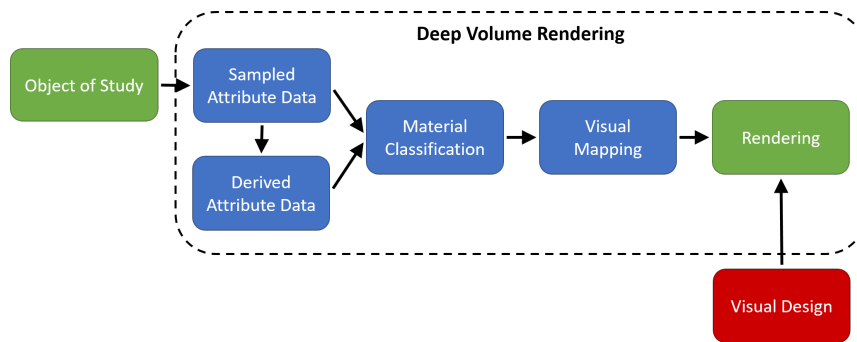 Deep Volume Rendering
Object of Study
Sampled
Attribute Data
Derived
Attribute Data
Material
Classification
Visual
Mapping
Rendering
Visual Design